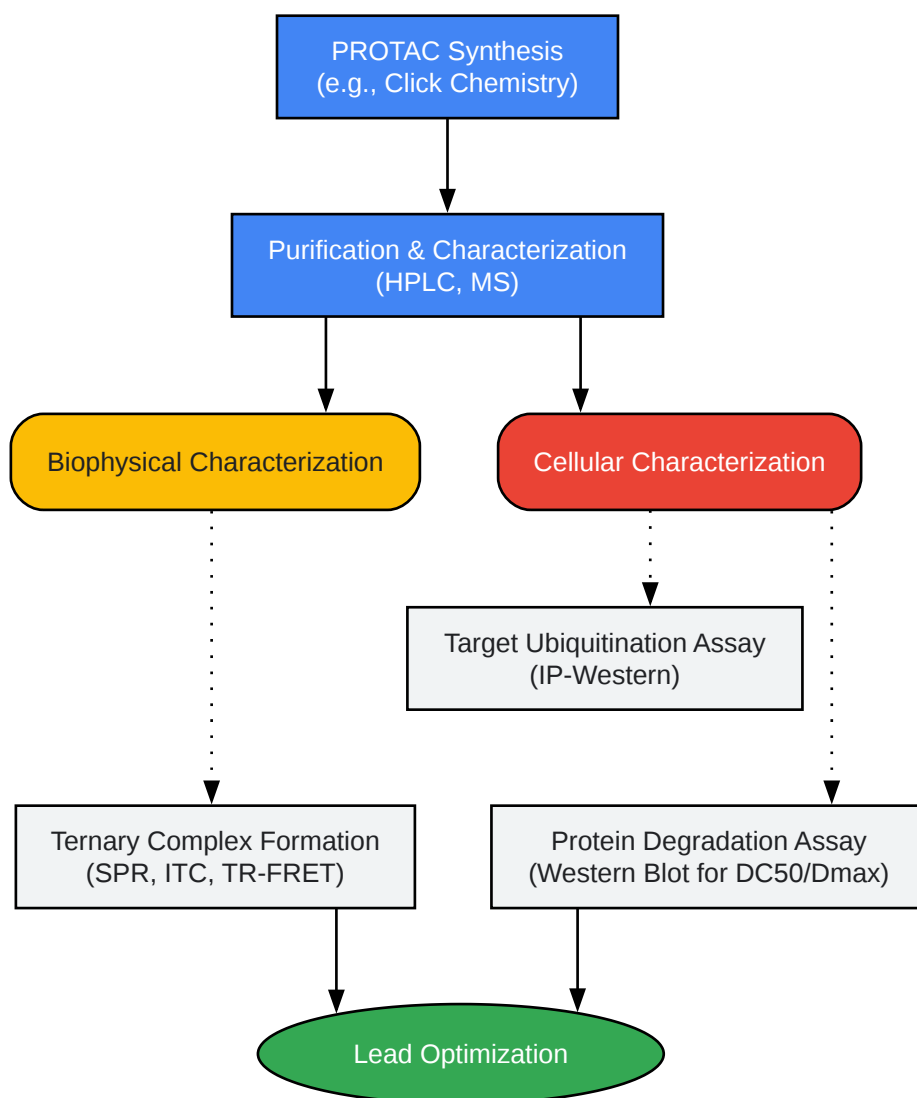 PROTAC Synthesis
(e.g., Click Chemistry)
Purification & Characterization
(HPLC, MS)
Biophysical Characterization
Cellular Characterization
Target Ubiquitination Assay
(IP-Western)
Ternary Complex Formation
(SPR, ITC, TR-FRET)
Protein Degradation Assay
(Western Blot for DC50/Dmax)
Lead Optimization